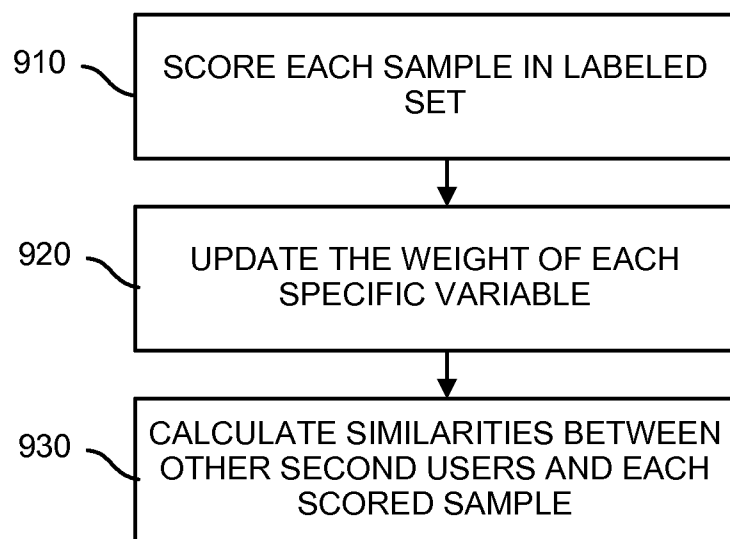 910
SCORE EACH SAMPLE IN LABELED
SET
920
UPDATE THE WEIGHT OF EACH
SPECIFIC VARIABLE
930
CALCULATE SIMILARITIES BETWEEN
OTHER SECOND USERS AND EACH
SCORED SAMPLE